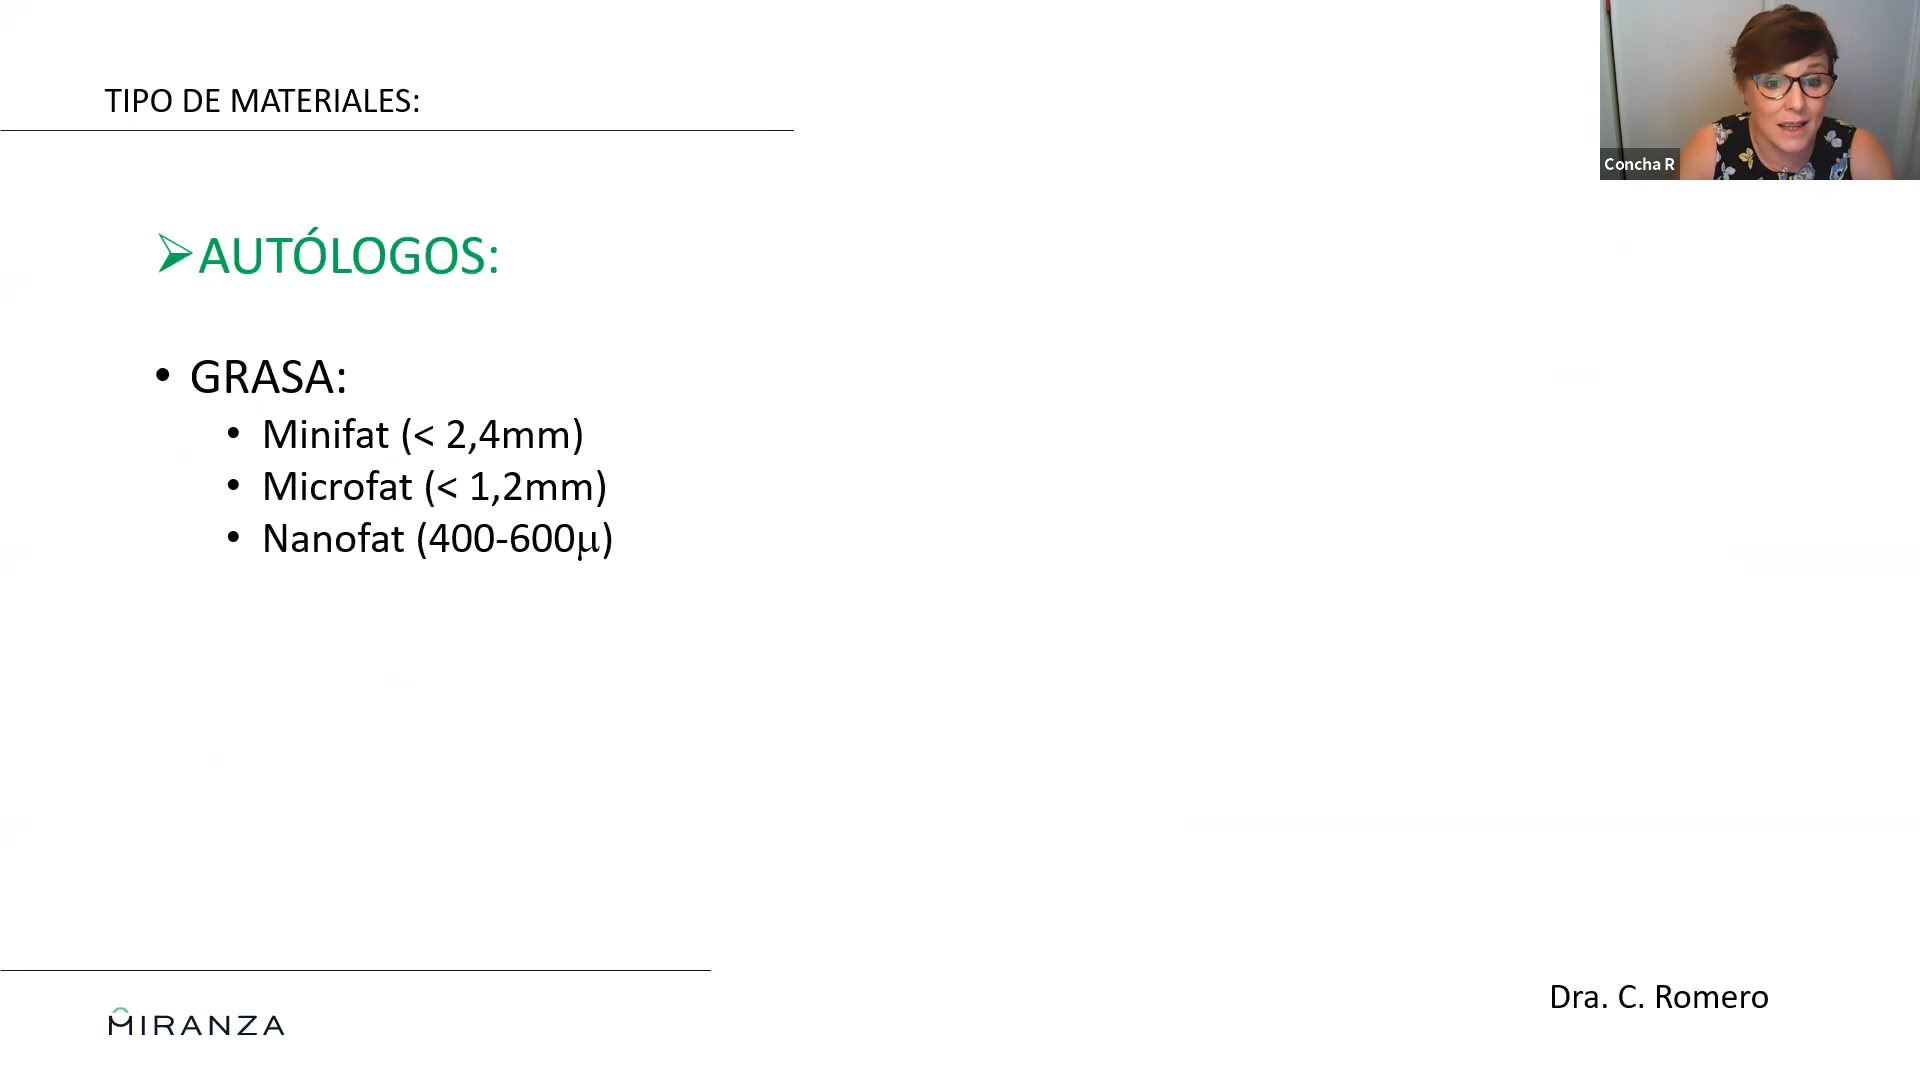 TIPO DE MATERIALES:
Concha R
➢AUTÓLOGOS:
• GRASA:
• Minifat (< 2,4mm)
• Microfat (< 1,2mm)
• Nanofat (400-600μ)
Dra. C. Romero
MIRANZA